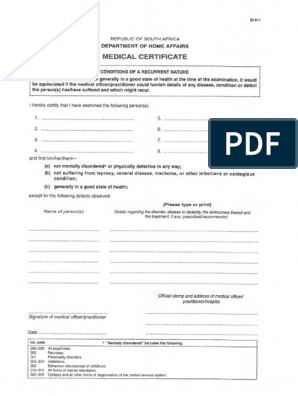 BI-811
REPUBLIC OF SOUTH AFRICA
DEPARTMENT OF HOME AFFAIRS
MEDICAL CERTIFICATE
CONDITIONS OF A RECURRENT NATURE
generally in a good state of health at the time of the examination, it would
be appreciated if the medical officer/practitioner could furnish details of any disease, condition or defect
the person(s) has/have suffered and which might recur.
I hereby certify that I have examined the following person(s):
1. 5.
2. 6.
3. 7.
4. 8.
PDF
and find him/her/them—
(a) not mentally disordered* or physically defective in any way;
(b) not suffering from leprosy, venereal disease, trachoma, or other infections or contagious
condition;
(c) generally in a good state of health;
except for the following defects observed:
(Please type or print)
Name of person(s) Details regarding the disorder, disease or disability, the seriousness thereof and
the treatment, if any, prescribed/recommended
Official stamp and address of medical officer/
practitioner/hospital
Signature of medical officer/practitioner
Date
Int. code * "Mentally disordered" includes the following:
290–299 All psychoses.
300 Neuroses.
301 Personality disorders.
303–304 Addictions.
308 Behaviour disturbances of childhood.
310–315 All forms of mental retardation.
320–389 Epilepsy and all other forms of degeneration of the central nervous system.